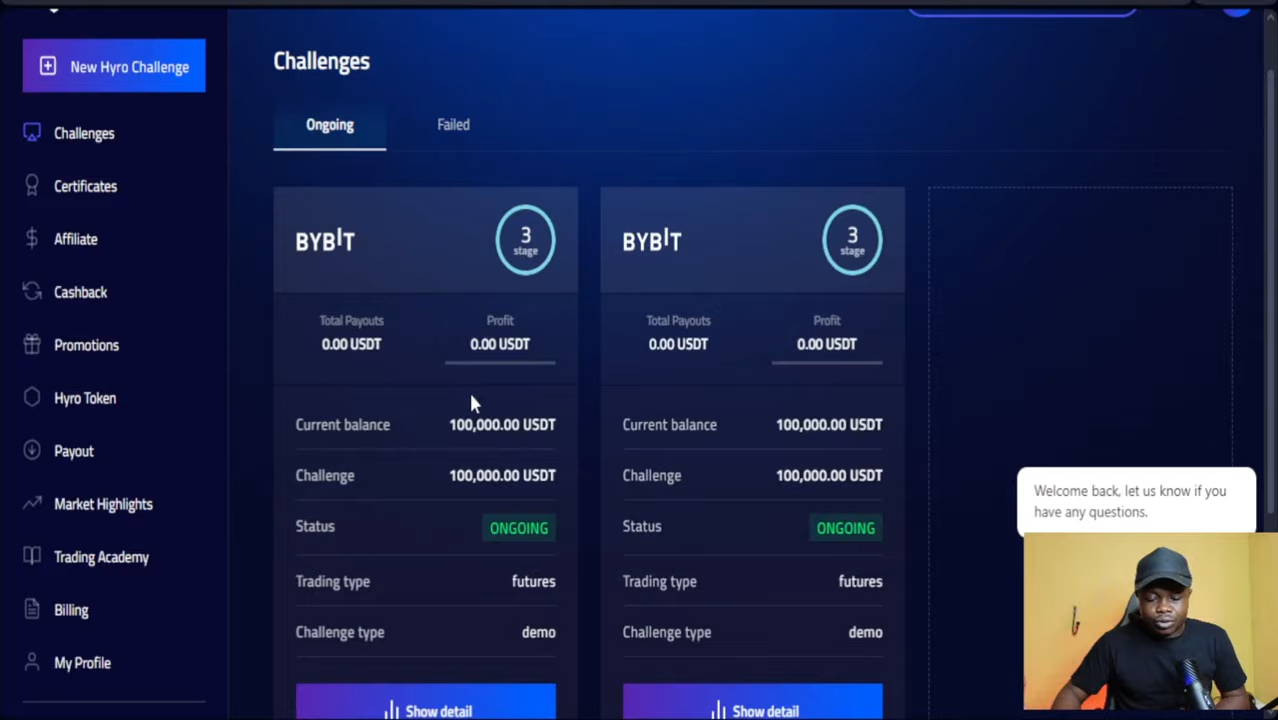 New Hyro Challenge
Challenges
Certificates
Affiliate
Cashback
Promotions
Hyro Token
Payout
Market Highlights
Trading Academy
Billing
My Profile
Challenges
Ongoing
Failed
BYBIT
3
stage
Total Payouts
0.00 USDT
Profit
0.00 USDT
Current balance
100,000.00 USDT
Challenge
100,000.00 USDT
Status
ONGOING
Trading type
futures
Challenge type
demo
Show detail
BYBIT
3
stage
Total Payouts
0.00 USDT
Profit
0.00 USDT
Current balance
100,000.00 USDT
Challenge
100,000.00 USDT
Status
ONGOING
Trading type
futures
Challenge type
demo
Show detail
Welcome back, let us know if you
have any questions.